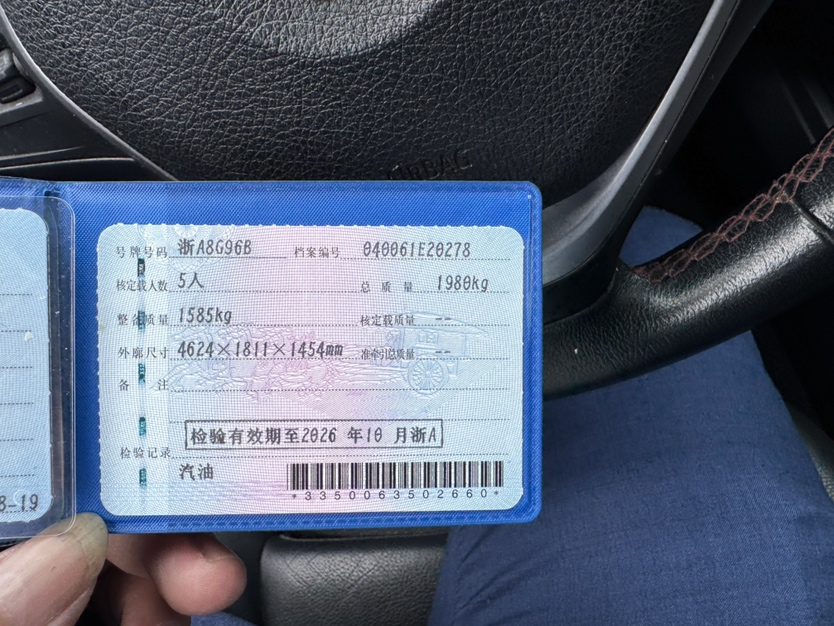 AIRBAG
号牌号码 浙A8G96B 档案编号 040061E20278
核定载人数 5人 总质量 1980kg
整备质量 1585kg 核定载质量 --
外廓尺寸 4624×1811×1454mm 准牵引总质量 --
备注
检验有效期至2026 年10 月浙A
检验记录
汽油
*3350063502660*
8-19